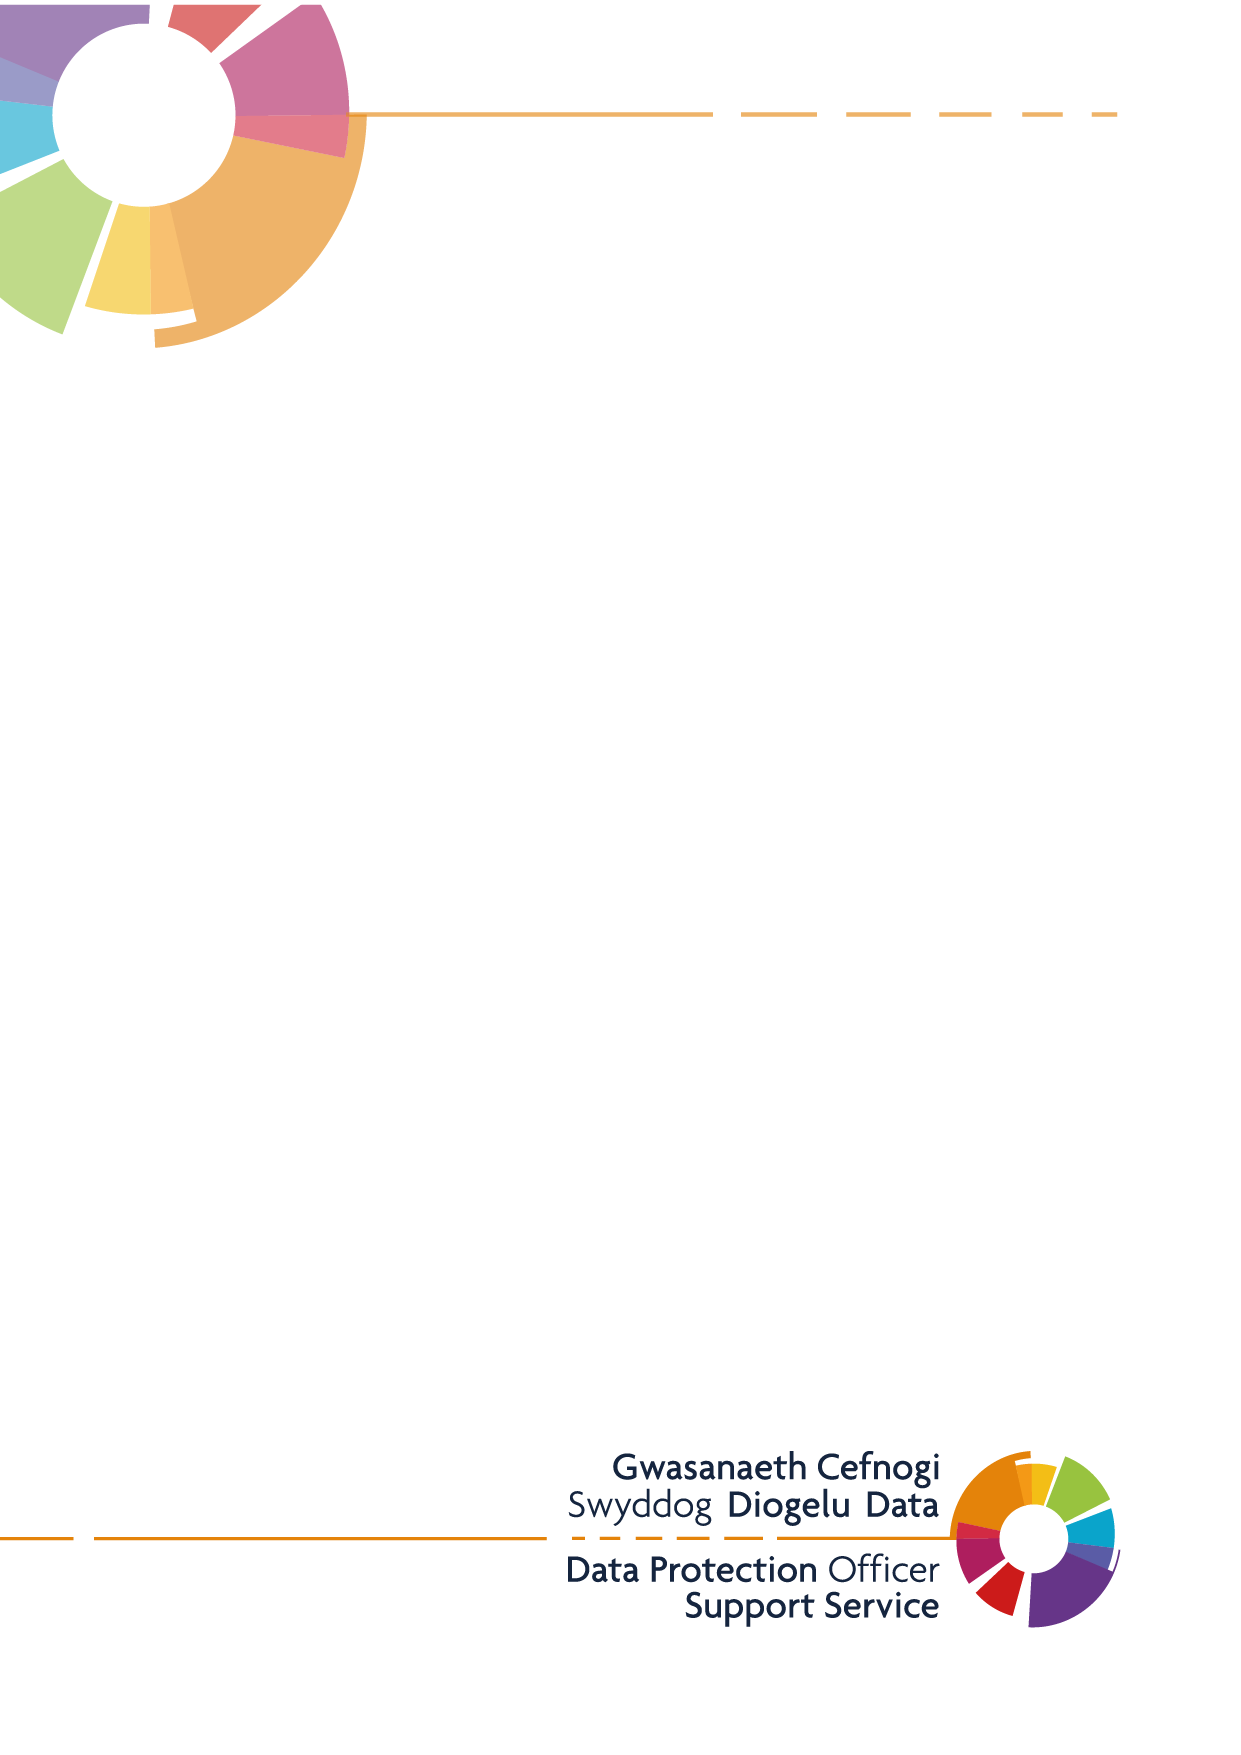 Gwasanaeth Cefnogi
Swyddog Diogelu Data
Data Protection Officer
Support Service